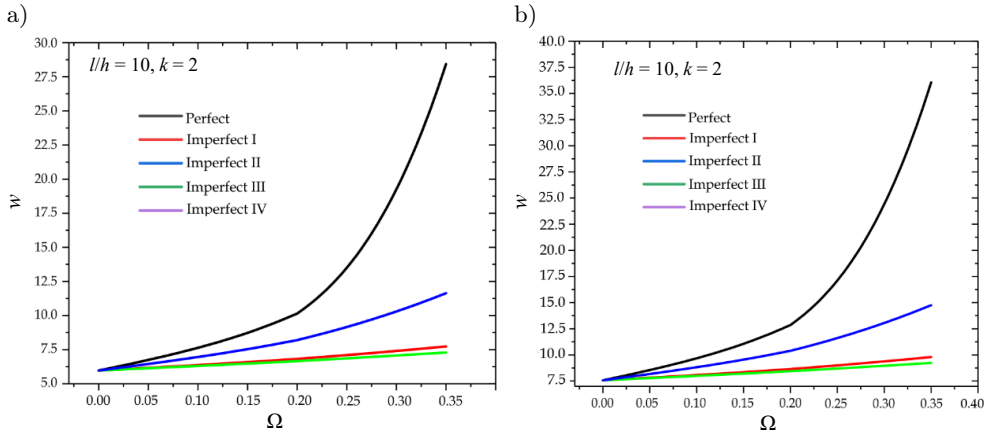 a)
30.0
27.5
25.0
22.5
20.0
17.5
15.0
12.5
10.0
7.5
5.0
w
l/h = 10, k = 2
Perfect
Imperfect I
Imperfect II
Imperfect III
Imperfect IV
0.00 0.05 0.10 0.15 0.20 0.25 0.30 0.35
Ω
b)
40.0
37.5
35.0
32.5
30.0
27.5
25.0
22.5
20.0
17.5
15.0
12.5
10.0
7.5
w
l/h = 10, k = 2
Perfect
Imperfect I
Imperfect II
Imperfect III
Imperfect IV
0.00 0.05 0.10 0.15 0.20 0.25 0.30 0.35 0.40
Ω